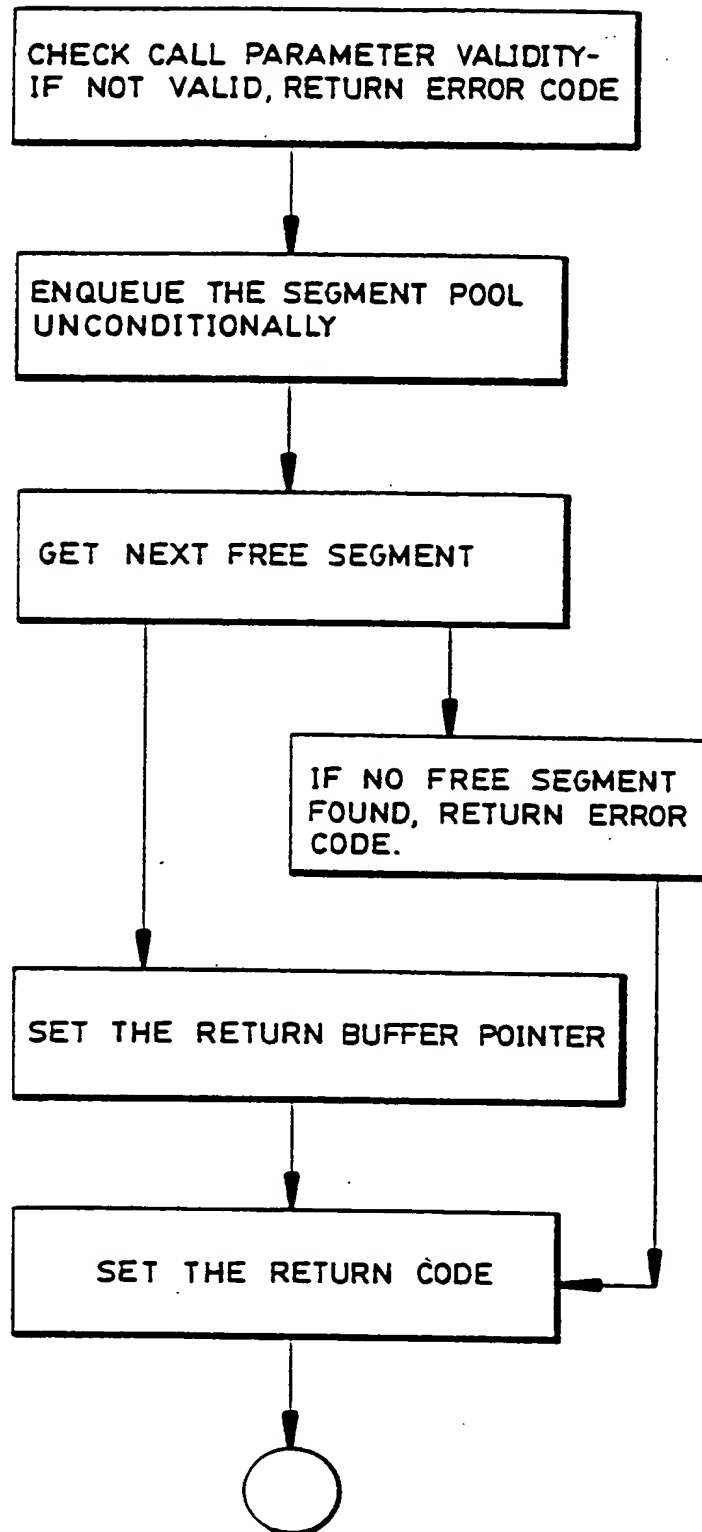 CHECK CALL PARAMETER VALIDITY-
IF NOT VALID, RETURN ERROR CODE
ENQUEUE THE SEGMENT POOL
UNCONDITIONALLY
GET NEXT FREE SEGMENT
IF NO FREE SEGMENT
FOUND, RETURN ERROR
CODE.
SET THE RETURN BUFFER POINTER
SET THE RETURN CODE